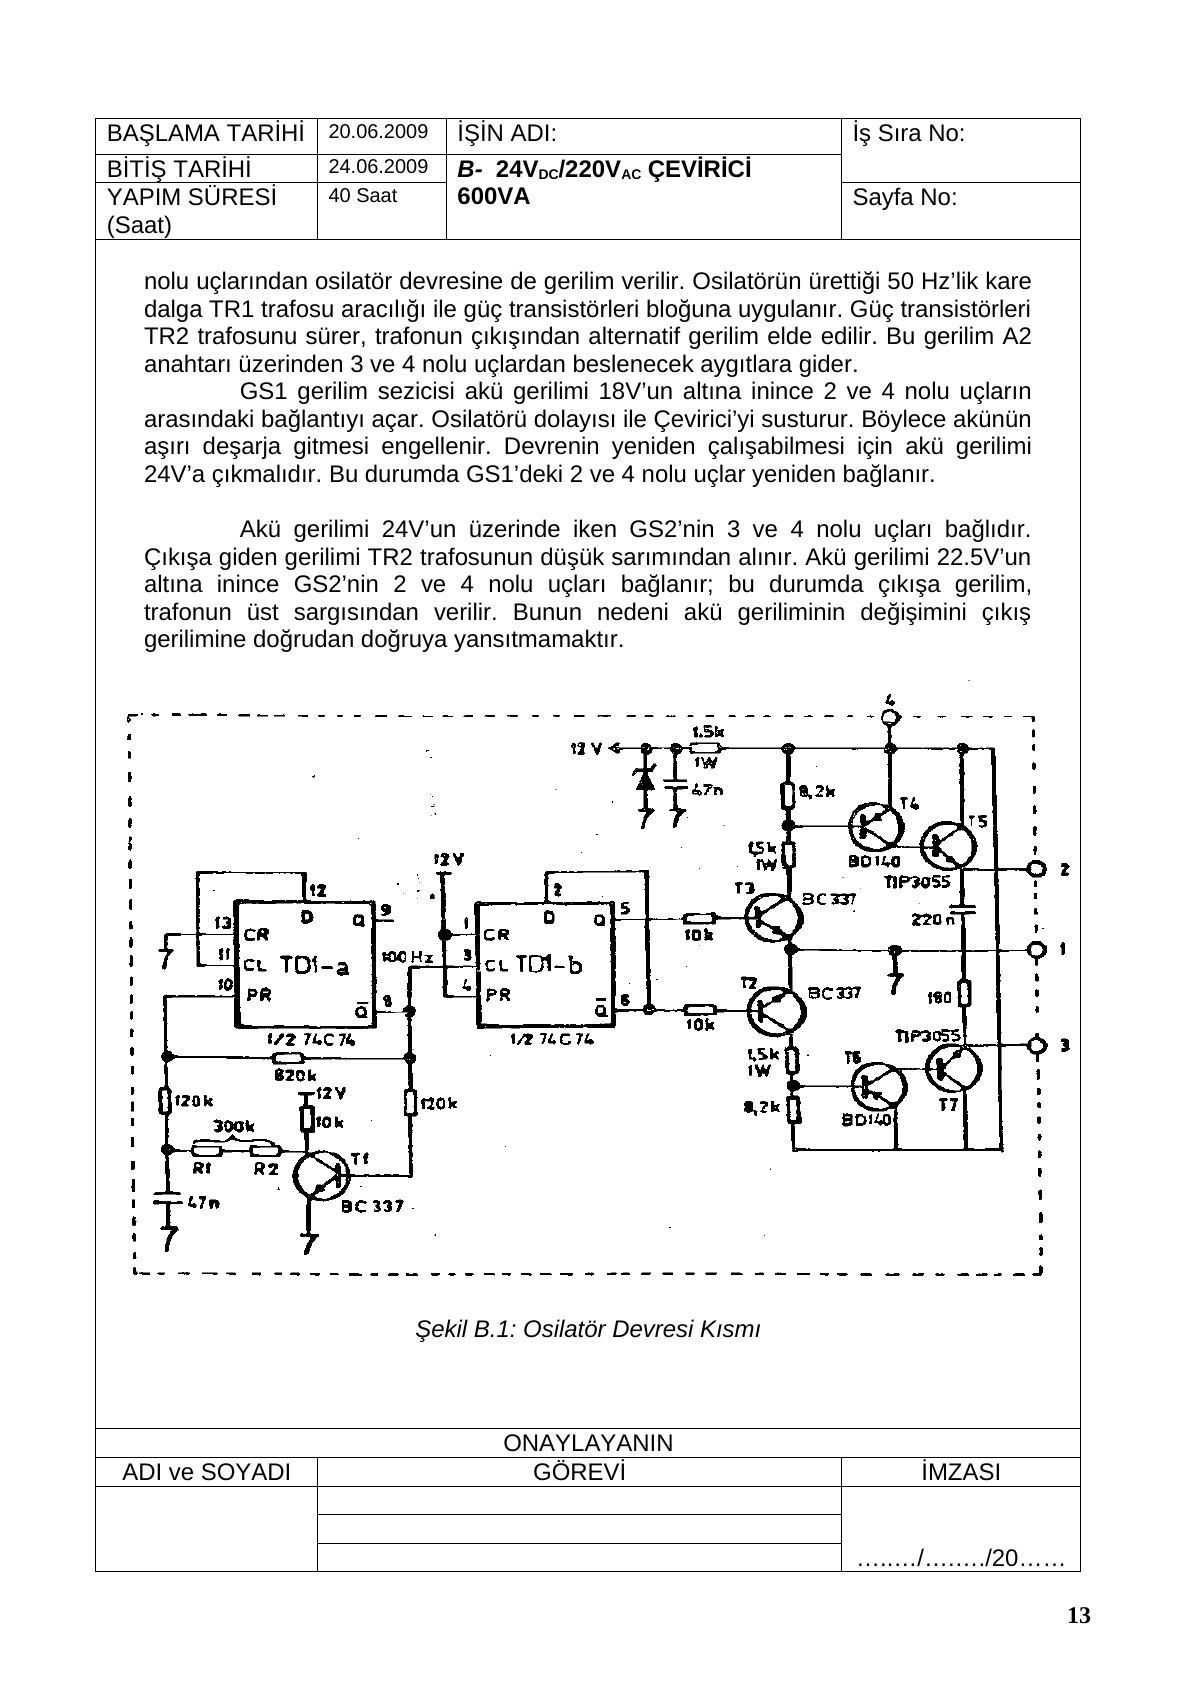 BAŞLAMA TARİHİ 20.06.2009 İŞİN ADI: İş Sıra No:
BİTİŞ TARİHİ 24.06.2009 B- 24VDC/220VAC ÇEVİRİCİ
YAPIM SÜRESİ 40 Saat 600VA Sayfa No:
(Saat)
nolu uçlarından osilatör devresine de gerilim verilir. Osilatörün ürettiği 50 Hz’lik kare
dalga TR1 trafosu aracılığı ile güç transistörleri bloğuna uygulanır. Güç transistörleri
TR2 trafosunu sürer, trafonun çıkışından alternatif gerilim elde edilir. Bu gerilim A2
anahtarı üzerinden 3 ve 4 nolu uçlardan beslenecek aygıtlara gider.
GS1 gerilim sezicisi akü gerilimi 18V’un altına inince 2 ve 4 nolu uçların
arasındaki bağlantıyı açar. Osilatörü dolayısı ile Çevirici’yi susturur. Böylece akünün
aşırı deşarja gitmesi engellenir. Devrenin yeniden çalışabilmesi için akü gerilimi
24V’a çıkmalıdır. Bu durumda GS1’deki 2 ve 4 nolu uçlar yeniden bağlanır.
Akü gerilimi 24V’un üzerinde iken GS2’nin 3 ve 4 nolu uçları bağlıdır.
Çıkışa giden gerilimi TR2 trafosunun düşük sarımından alınır. Akü gerilimi 22.5V’un
altına inince GS2’nin 2 ve 4 nolu uçları bağlanır; bu durumda çıkışa gerilim,
trafonun üst sargısından verilir. Bunun nedeni akü geriliminin değişimini çıkış
gerilimine doğrudan doğruya yansıtmamaktır.
4
1.5k
12 V
1W
47n
8,2k
T4
T5
12 V
1,5k
1W
BD140
TIP3055
2
12
2
T3
BC 337
13 CR D Q 9
1 CR D Q 5
220n
10k
11 CL TD1-a
100 Hz
3 CL TD1-b
1
10 PR
4 PR
T2
BC 337
180
Q 8
Q 6
10k
1/2 74C74
1/2 74C74
TIP3055
3
820k
1,5k
1W
T6
12V
120k
10k
120k
8,2k
BD140
T7
300k
R1 R2
T1
47n
BC 337
Şekil B.1: Osilatör Devresi Kısmı
ONAYLAYANIN
ADI ve SOYADI GÖREVİ İMZASI
…..…/…..…/20……
13